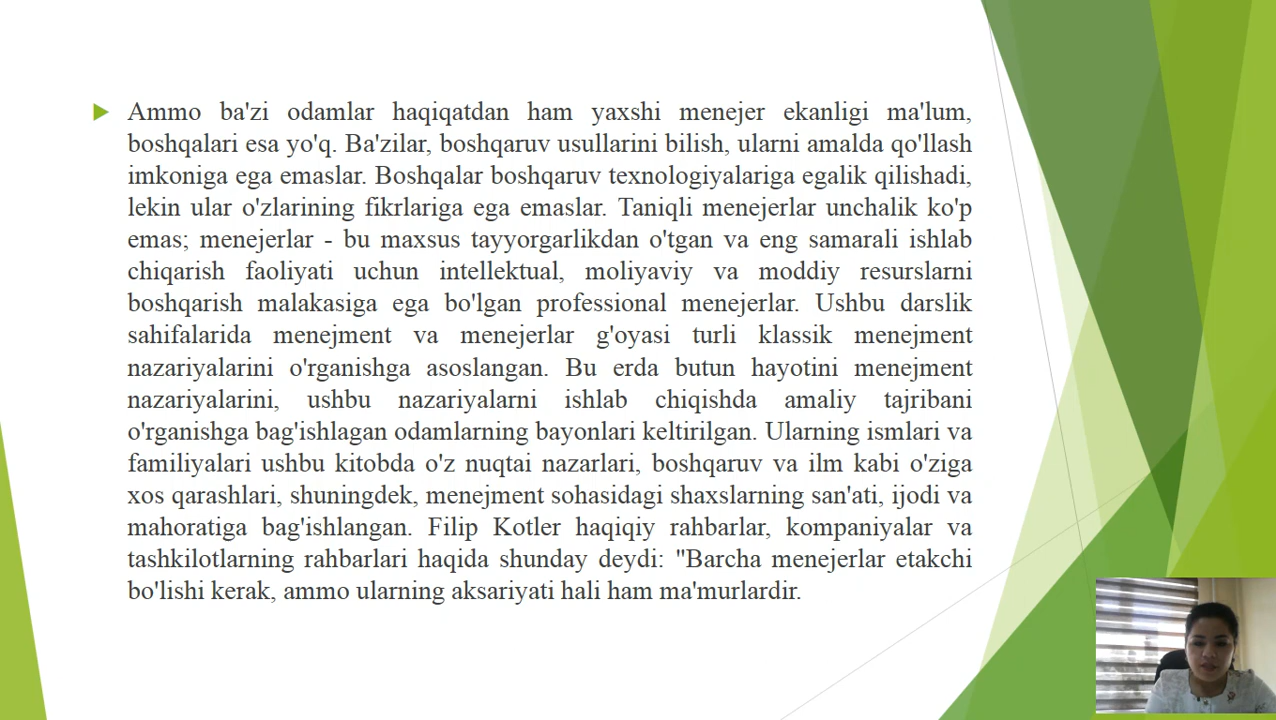 Ammo ba'zi odamlar haqiqatdan ham yaxshi menejer ekanligi ma'lum,
boshqalari esa yo'q. Ba'zilar, boshqaruv usullarini bilish, ularni amalda qo'llash
imkoniga ega emaslar. Boshqalar boshqaruv texnologiyalariga egalik qilishadi,
lekin ular o'zlarining fikrlariga ega emaslar. Taniqli menejerlar unchalik ko'p
emas; menejerlar - bu maxsus tayyorgarlikdan o'tgan va eng samarali ishlab
chiqarish faoliyati uchun intellektual, moliyaviy va moddiy resurslarni
boshqarish malakasiga ega bo'lgan professional menejerlar. Ushbu darslik
sahifalarida menejment va menejerlar g'oyasi turli klassik menejment
nazariyalarini o'rganishga asoslangan. Bu erda butun hayotini menejment
nazariyalarini, ushbu nazariyalarni ishlab chiqishda amaliy tajribani
o'rganishga bag'ishlagan odamlarning bayonlari keltirilgan. Ularning ismlari va
familiyalari ushbu kitobda o'z nuqtai nazarlari, boshqaruv va ilm kabi o'ziga
xos qarashlari, shuningdek, menejment sohasidagi shaxslarning san'ati, ijodi va
mahoratiga bag'ishlangan. Filip Kotler haqiqiy rahbarlar, kompaniyalar va
tashkilotlarning rahbarlari haqida shunday deydi: "Barcha menejerlar etakchi
bo'lishi kerak, ammo ularning aksariyati hali ham ma'murlardir.